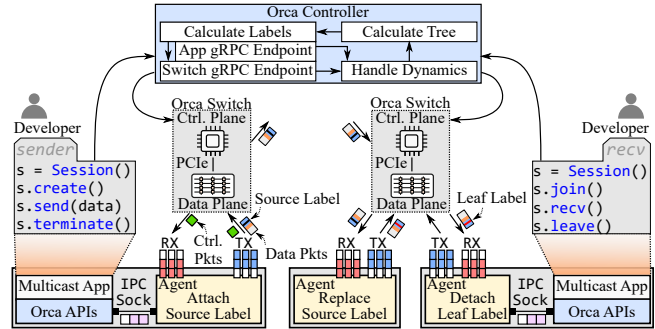 Orca Controller
Calculate Labels
Calculate Tree
App gRPC Endpoint
Switch gRPC Endpoint
Handle Dynamics
Developer
sender
s = Session()
s.create()
s.send(data)
s.terminate()
Orca Switch
Ctrl. Plane
PCIe
Data Plane
Source Label
Orca Switch
Ctrl. Plane
PCIe
Data Plane
Leaf Label
Developer
recv
s = Session()
s.join()
s.recv()
s.leave()
Ctrl.
Pkts
Data Pkts
RX
TX
RX
TX
TX
RX
Multicast App
Orca APIs
IPC
Sock
Agent
Attach
Source Label
Agent
Replace
Source Label
Agent
Detach
Leaf Label
IPC
Sock
Multicast App
Orca APIs